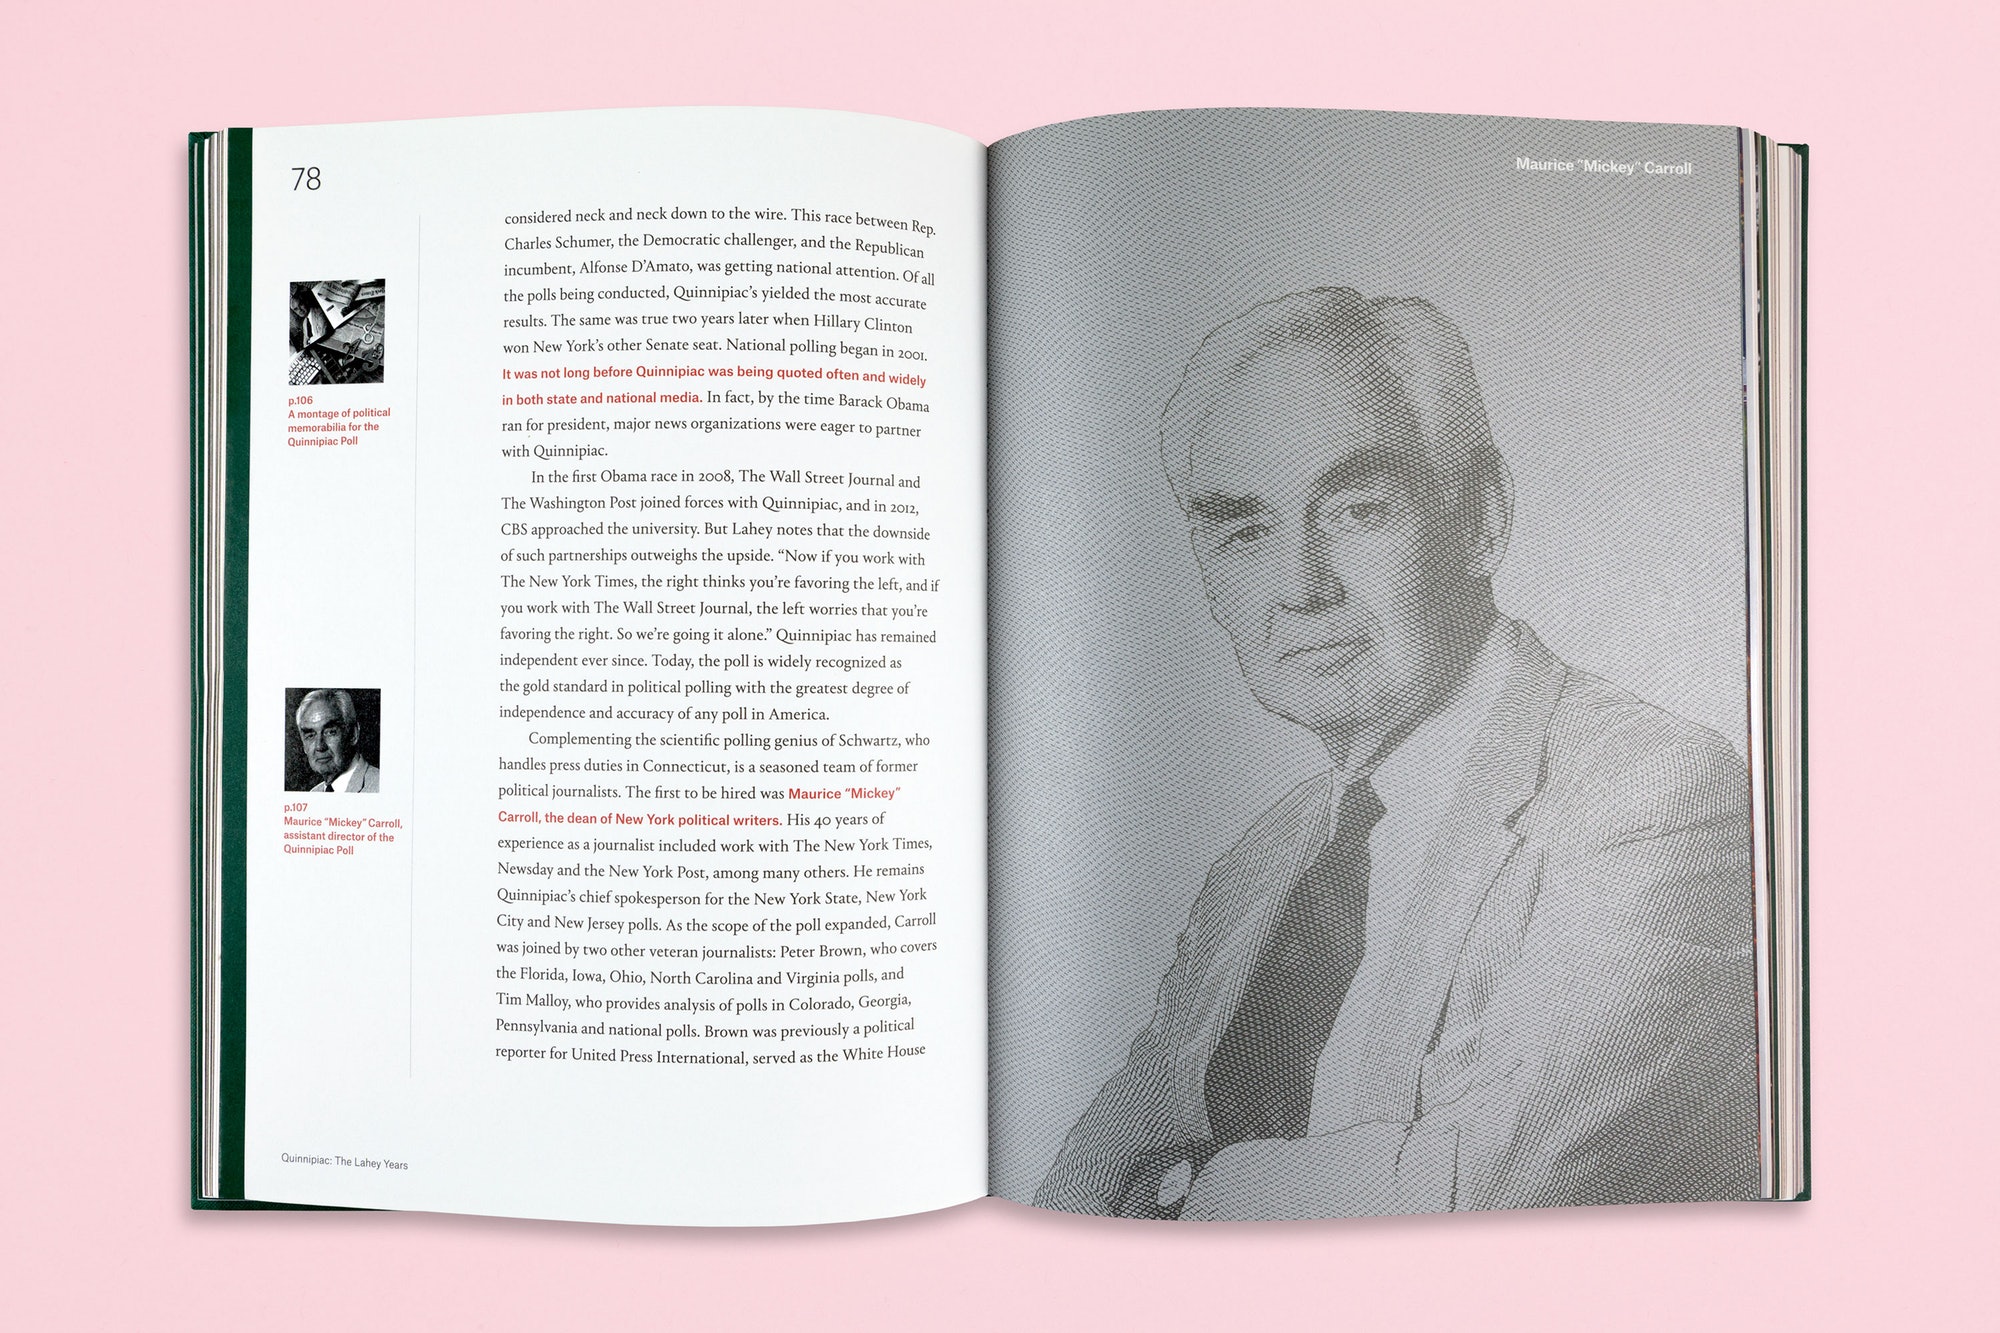 78
considered neck and neck down to the wire. This race between Rep.
Charles Schumer, the Democratic challenger, and the Republican
incumbent, Alfonse D’Amato, was getting national attention. Of all
the polls being conducted, Quinnipiac’s yielded the most accurate
results. The same was true two years later when Hillary Clinton
won New York’s other Senate seat. National polling began in 2001.
It was not long before Quinnipiac was being quoted often and widely
in both state and national media. In fact, by the time Barack Obama
ran for president, major news organizations were eager to partner
with Quinnipiac.
In the first Obama race in 2008, The Wall Street Journal and
The Washington Post joined forces with Quinnipiac, and in 2012,
CBS approached the university. But Lahey notes that the downside
of such partnerships outweighs the upside. “Now if you work with
The New York Times, the right thinks you’re favoring the left, and if
you work with The Wall Street Journal, the left worries that you’re
favoring the right. So we’re going it alone.” Quinnipiac has remained
independent ever since. Today, the poll is widely recognized as
the gold standard in political polling with the greatest degree of
independence and accuracy of any poll in America.
Complementing the scientific polling genius of Schwartz, who
handles press duties in Connecticut, is a seasoned team of former
political journalists. The first to be hired was Maurice “Mickey”
Carroll, the dean of New York political writers. His 40 years of
experience as a journalist included work with The New York Times,
Newsday and the New York Post, among many others. He remains
Quinnipiac’s chief spokesperson for the New York State, New York
City and New Jersey polls. As the scope of the poll expanded, Carroll
was joined by two other veteran journalists: Peter Brown, who covers
the Florida, Iowa, Ohio, North Carolina and Virginia polls, and
Tim Malloy, who provides analysis of polls in Colorado, Georgia,
Pennsylvania and national polls. Brown was previously a political
reporter for United Press International, served as the White House
p.106
A montage of political
memorabilia for the
Quinnipiac Poll
p.107
Maurice “Mickey” Carroll,
assistant director of the
Quinnipiac Poll
Quinnipiac: The Lahey Years
Maurice “Mickey” Carroll